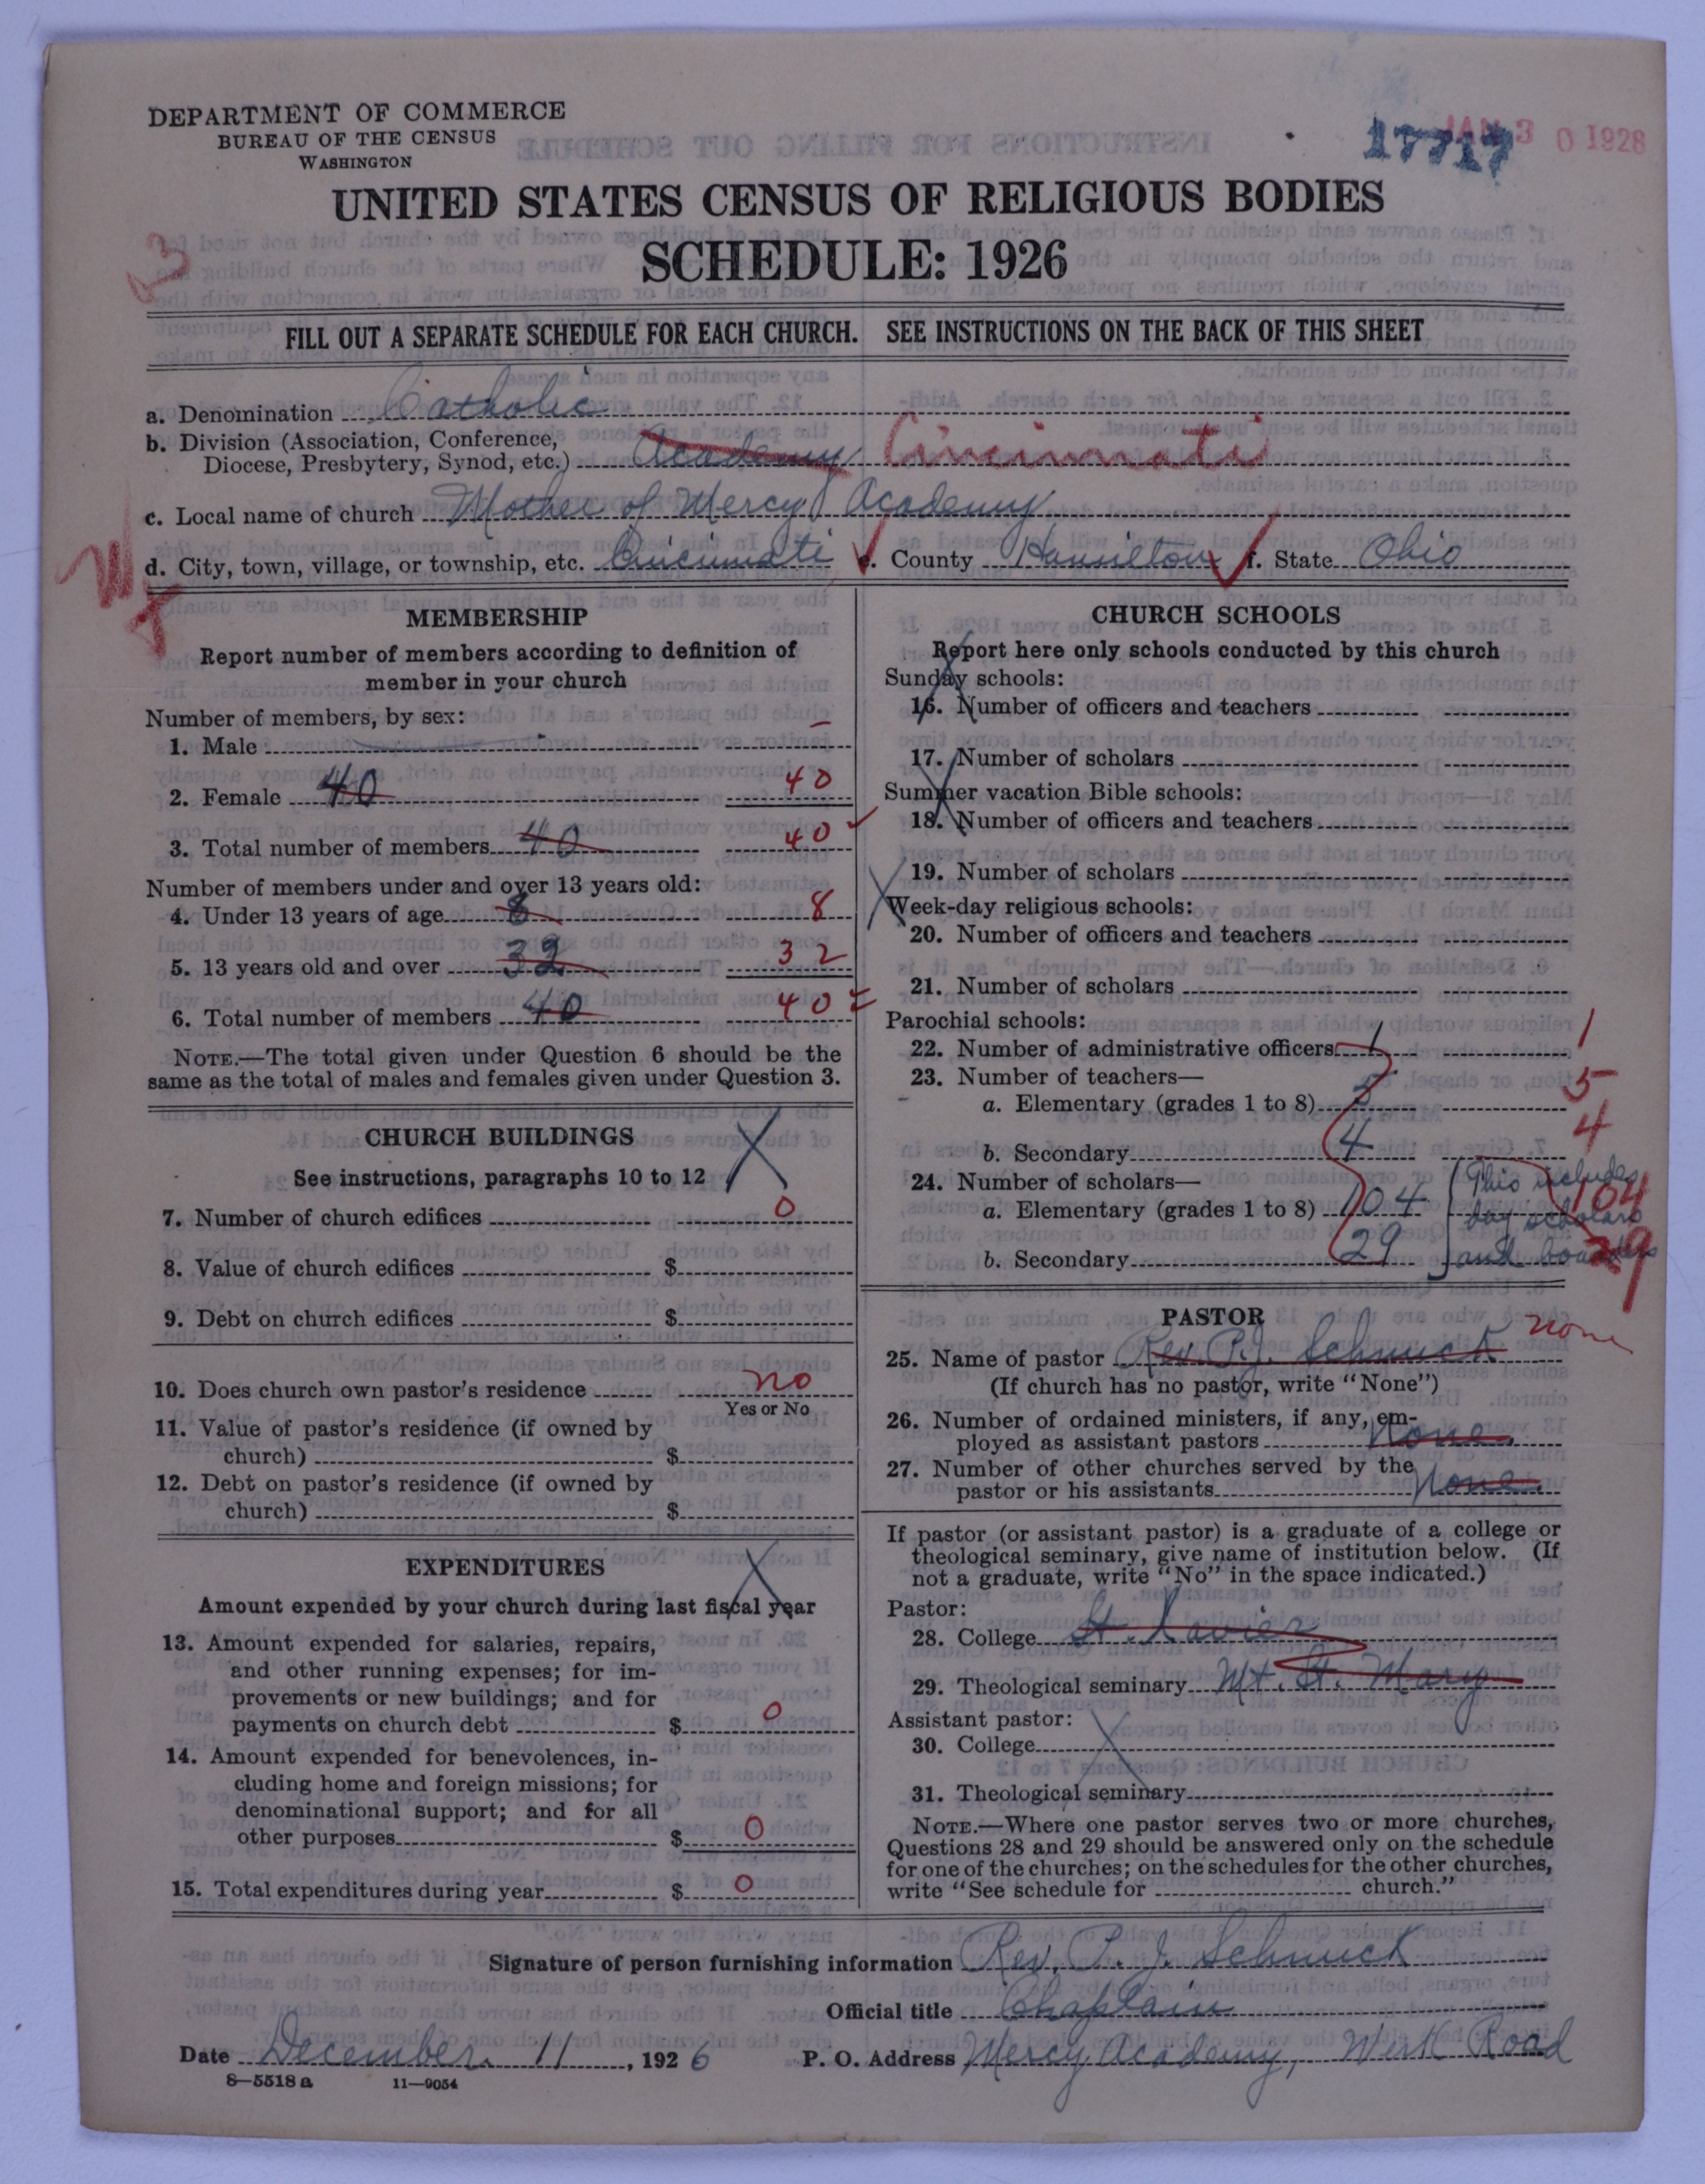 DEPARTMENT OF COMMERCE
BUREAU OF THE CENSUS
WASHINGTON
17717
JAN 30 1928
UNITED STATES CENSUS OF RELIGIOUS BODIES
SCHEDULE: 1926
3
FILL OUT A SEPARATE SCHEDULE FOR EACH CHURCH. SEE INSTRUCTIONS ON THE BACK OF THIS SHEET
a. Denomination Catholic
b. Division (Association, Conference,
Diocese, Presbytery, Synod, etc.) Academy Cincinnati
c. Local name of church Mother of Mercy Academy
d. City, town, village, or township, etc. Cincinnati e. County Hamilton f. State Ohio
MEMBERSHIP
Report number of members according to definition of
member in your church
Number of members, by sex:
1. Male –
2. Female 40 40
3. Total number of members 40 40
Number of members under and over 13 years old:
4. Under 13 years of age 8 8
5. 13 years old and over 32 32
6. Total number of members 40 40 =
NOTE.—The total given under Question 6 should be the
same as the total of males and females given under Question 3.
CHURCH BUILDINGS
See instructions, paragraphs 10 to 12
7. Number of church edifices 0
8. Value of church edifices $
9. Debt on church edifices $
10. Does church own pastor's residence no
Yes or No
11. Value of pastor's residence (if owned by
church) $
12. Debt on pastor's residence (if owned by
church) $
EXPENDITURES
Amount expended by your church during last fiscal year
13. Amount expended for salaries, repairs,
and other running expenses; for im-
provements or new buildings; and for
payments on church debt $ 0
14. Amount expended for benevolences, in-
cluding home and foreign missions; for
denominational support; and for all
other purposes $ 0
15. Total expenditures during year $ 0
CHURCH SCHOOLS
Report here only schools conducted by this church
Sunday schools:
16. Number of officers and teachers
17. Number of scholars
Summer vacation Bible schools:
18. Number of officers and teachers
19. Number of scholars
Week-day religious schools:
20. Number of officers and teachers
21. Number of scholars
Parochial schools:
22. Number of administrative officers 1 1
23. Number of teachers—
a. Elementary (grades 1 to 8) 5 5
b. Secondary 4 4
24. Number of scholars—
a. Elementary (grades 1 to 8) 104 104
b. Secondary 29 29
This includes
day scholars
and boarders
PASTOR
25. Name of pastor Rev. P.J. Schmuck none
(If church has no pastor, write "None")
26. Number of ordained ministers, if any, em-
ployed as assistant pastors None.
27. Number of other churches served by the
pastor or his assistants None.
If pastor (or assistant pastor) is a graduate of a college or
theological seminary, give name of institution below. (If
not a graduate, write "No" in the space indicated.)
Pastor:
28. College St. Xavier
29. Theological seminary Mt. St. Mary
Assistant pastor:
30. College
31. Theological seminary
NOTE.—Where one pastor serves two or more churches,
Questions 28 and 29 should be answered only on the schedule
for one of the churches; on the schedules for the other churches,
write "See schedule for church."
Signature of person furnishing information Rev. P. J. Schmuck
Official title Chaplain
Date December 11, 1926 P. O. Address Mercy Academy, Werk Road
8—5518 a 11—9054